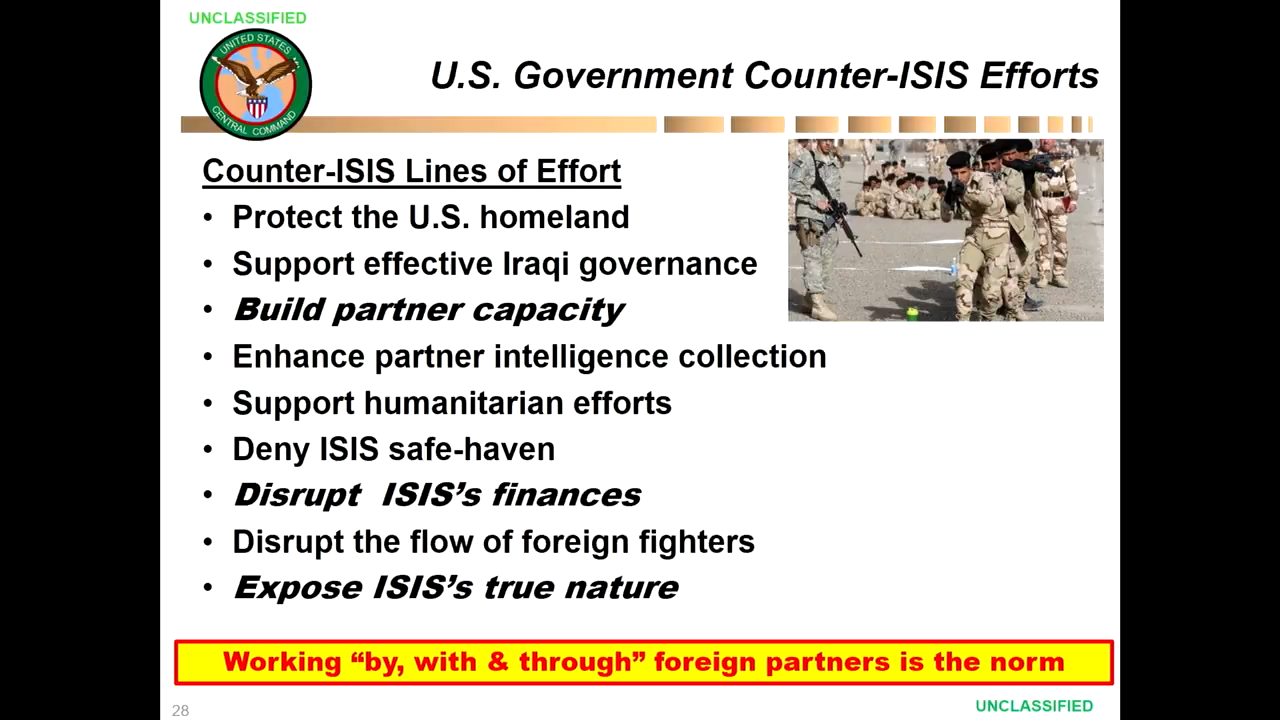 UNCLASSIFIED
UNITED STATES
CENTRAL COMMAND
U.S. Government Counter-ISIS Efforts
Counter-ISIS Lines of Effort
• Protect the U.S. homeland
• Support effective Iraqi governance
• Build partner capacity
• Enhance partner intelligence collection
• Support humanitarian efforts
• Deny ISIS safe-haven
• Disrupt ISIS’s finances
• Disrupt the flow of foreign fighters
• Expose ISIS’s true nature
Working “by, with & through” foreign partners is the norm
28
UNCLASSIFIED